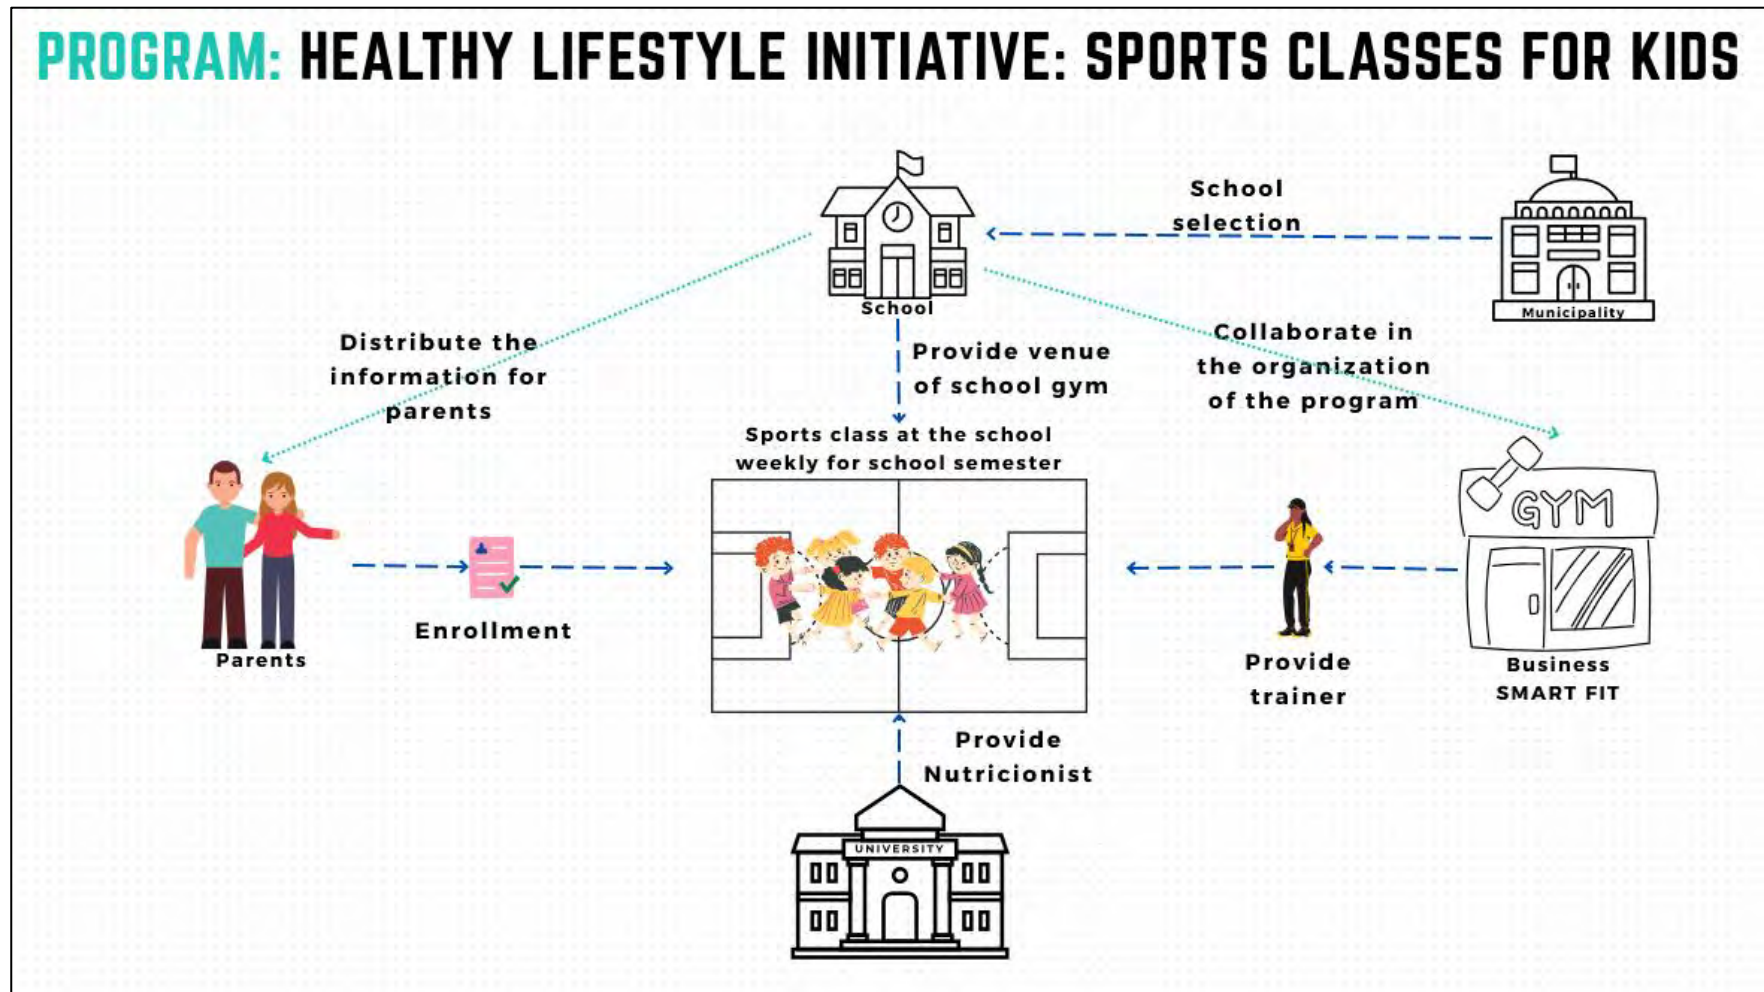 PROGRAM: HEALTHY LIFESTYLE INITIATIVE: SPORTS CLASSES FOR KIDS
School
selection
School
Municipality
Distribute the
information for
parents
Provide venue
of school gym
Collaborate in
the organization
of the program
Sports class at the school
weekly for school semester
GYM
Enrollment
Parents
Provide
trainer
Business
SMART FIT
Provide
Nutricionist
UNIVERSITY